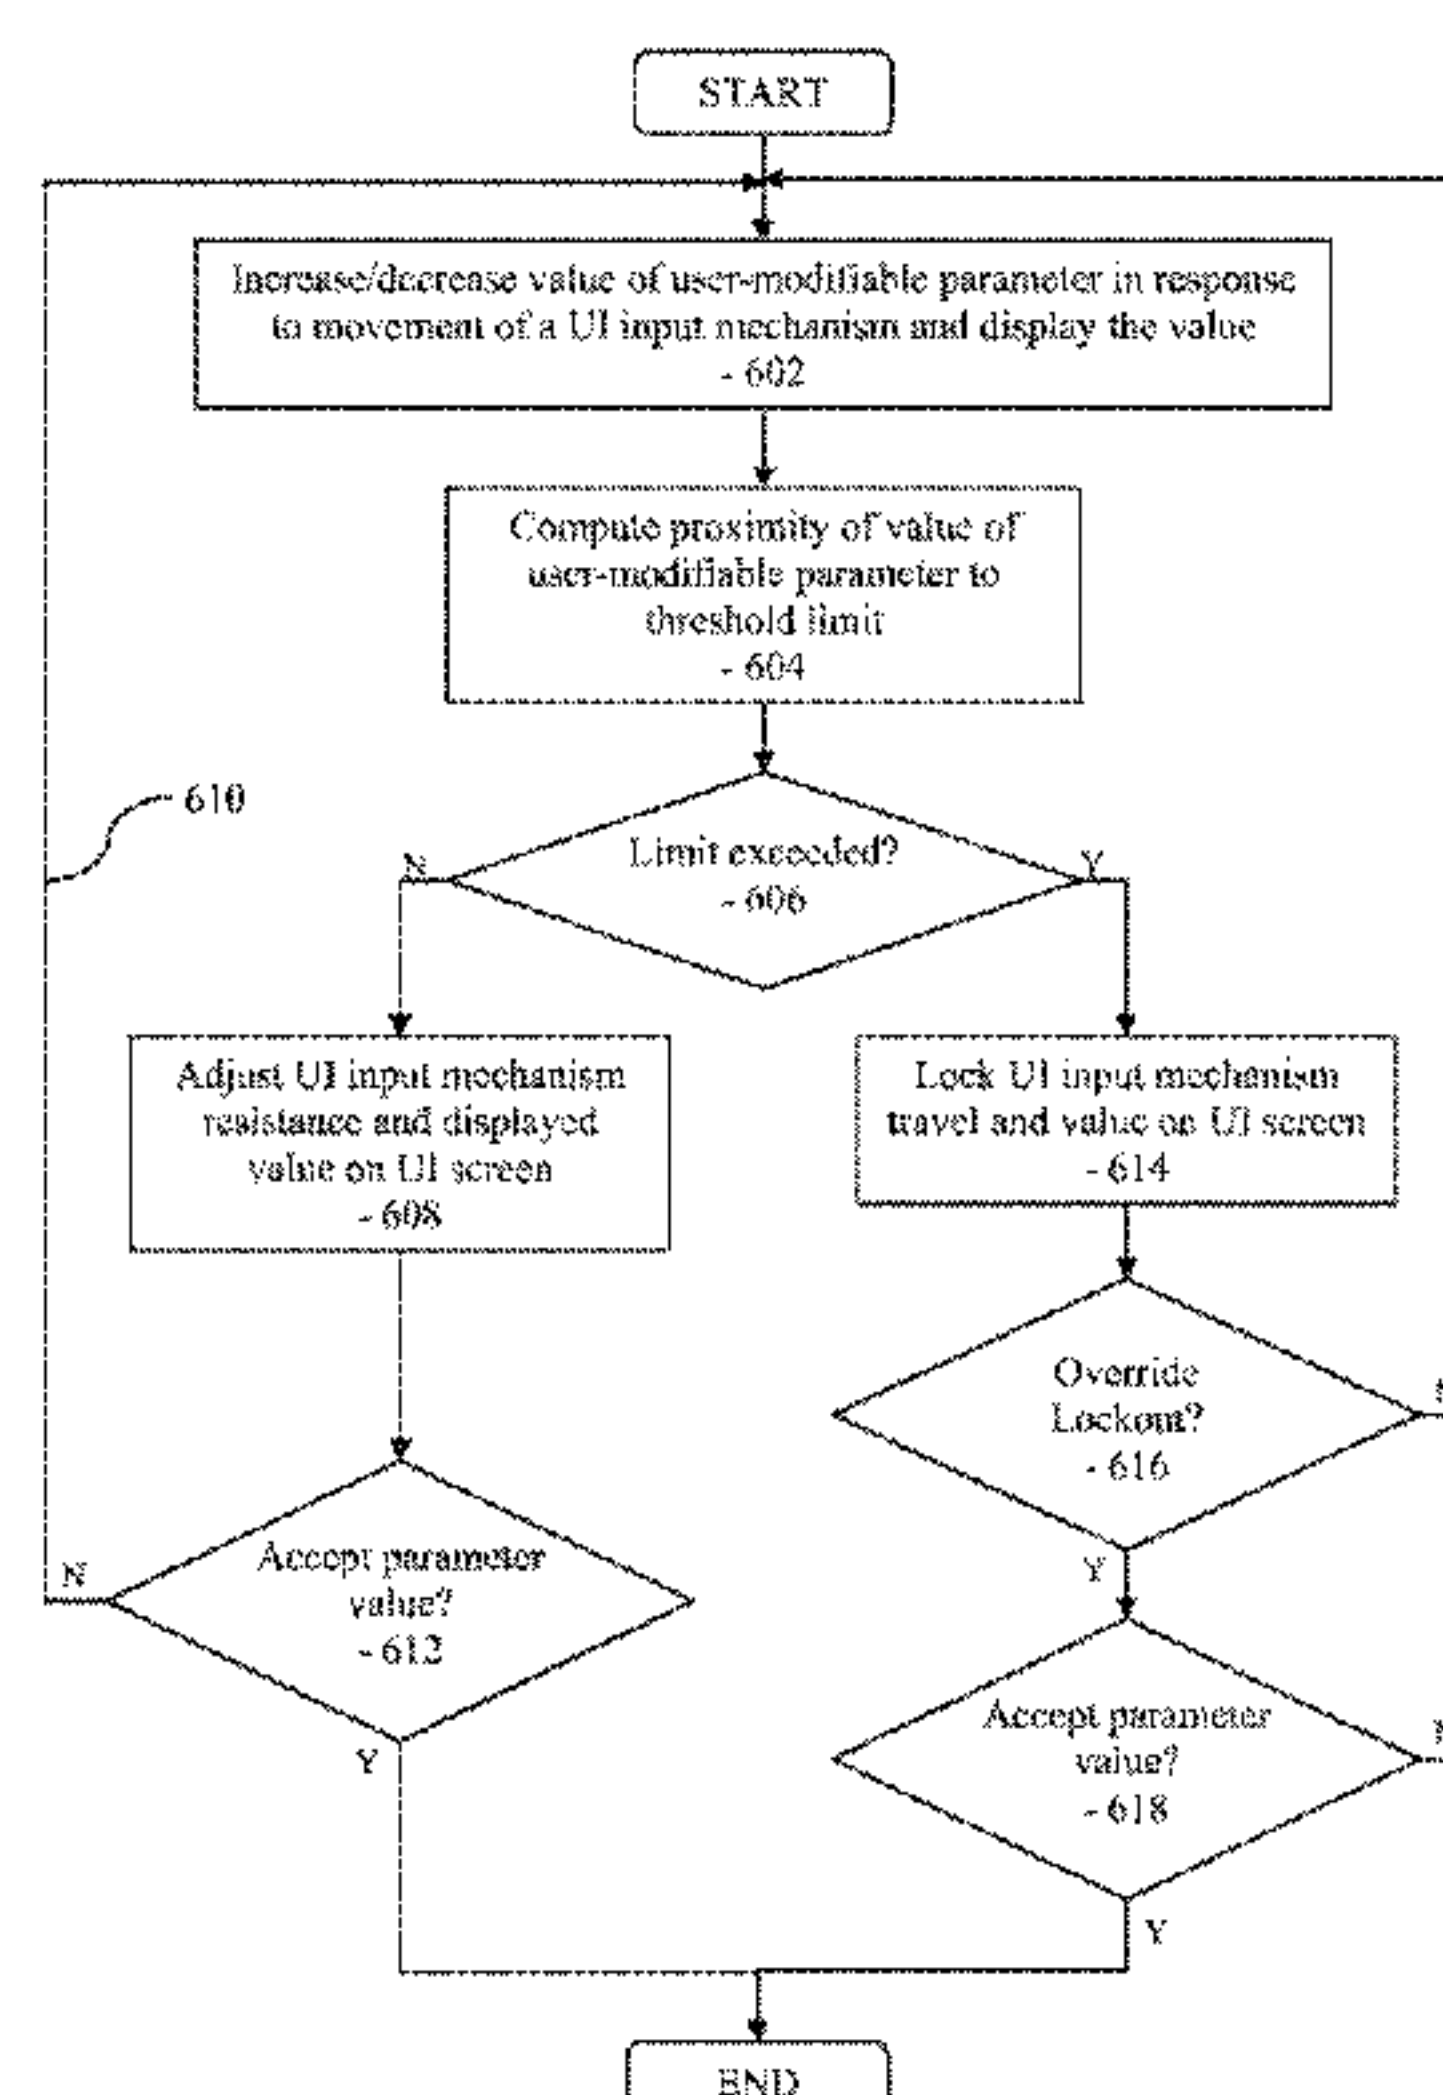 START
Increase/decrease value of user-modifiable parameter in response
to movement of a UI input mechanism and display the value
- 602
Compute proximity of value of
user-modifiable parameter to
threshold limit
- 604
610
Limit exceeded?
- 606
N
Y
Adjust UI input mechanism
resistance and displayed
value on UI screen
- 608
Lock UI input mechanism
travel and value on UI screen
- 614
Override
Lockout?
- 616
Y
Accept parameter
value?
- 612
N
Y
Accept parameter
value?
- 618
Y
END